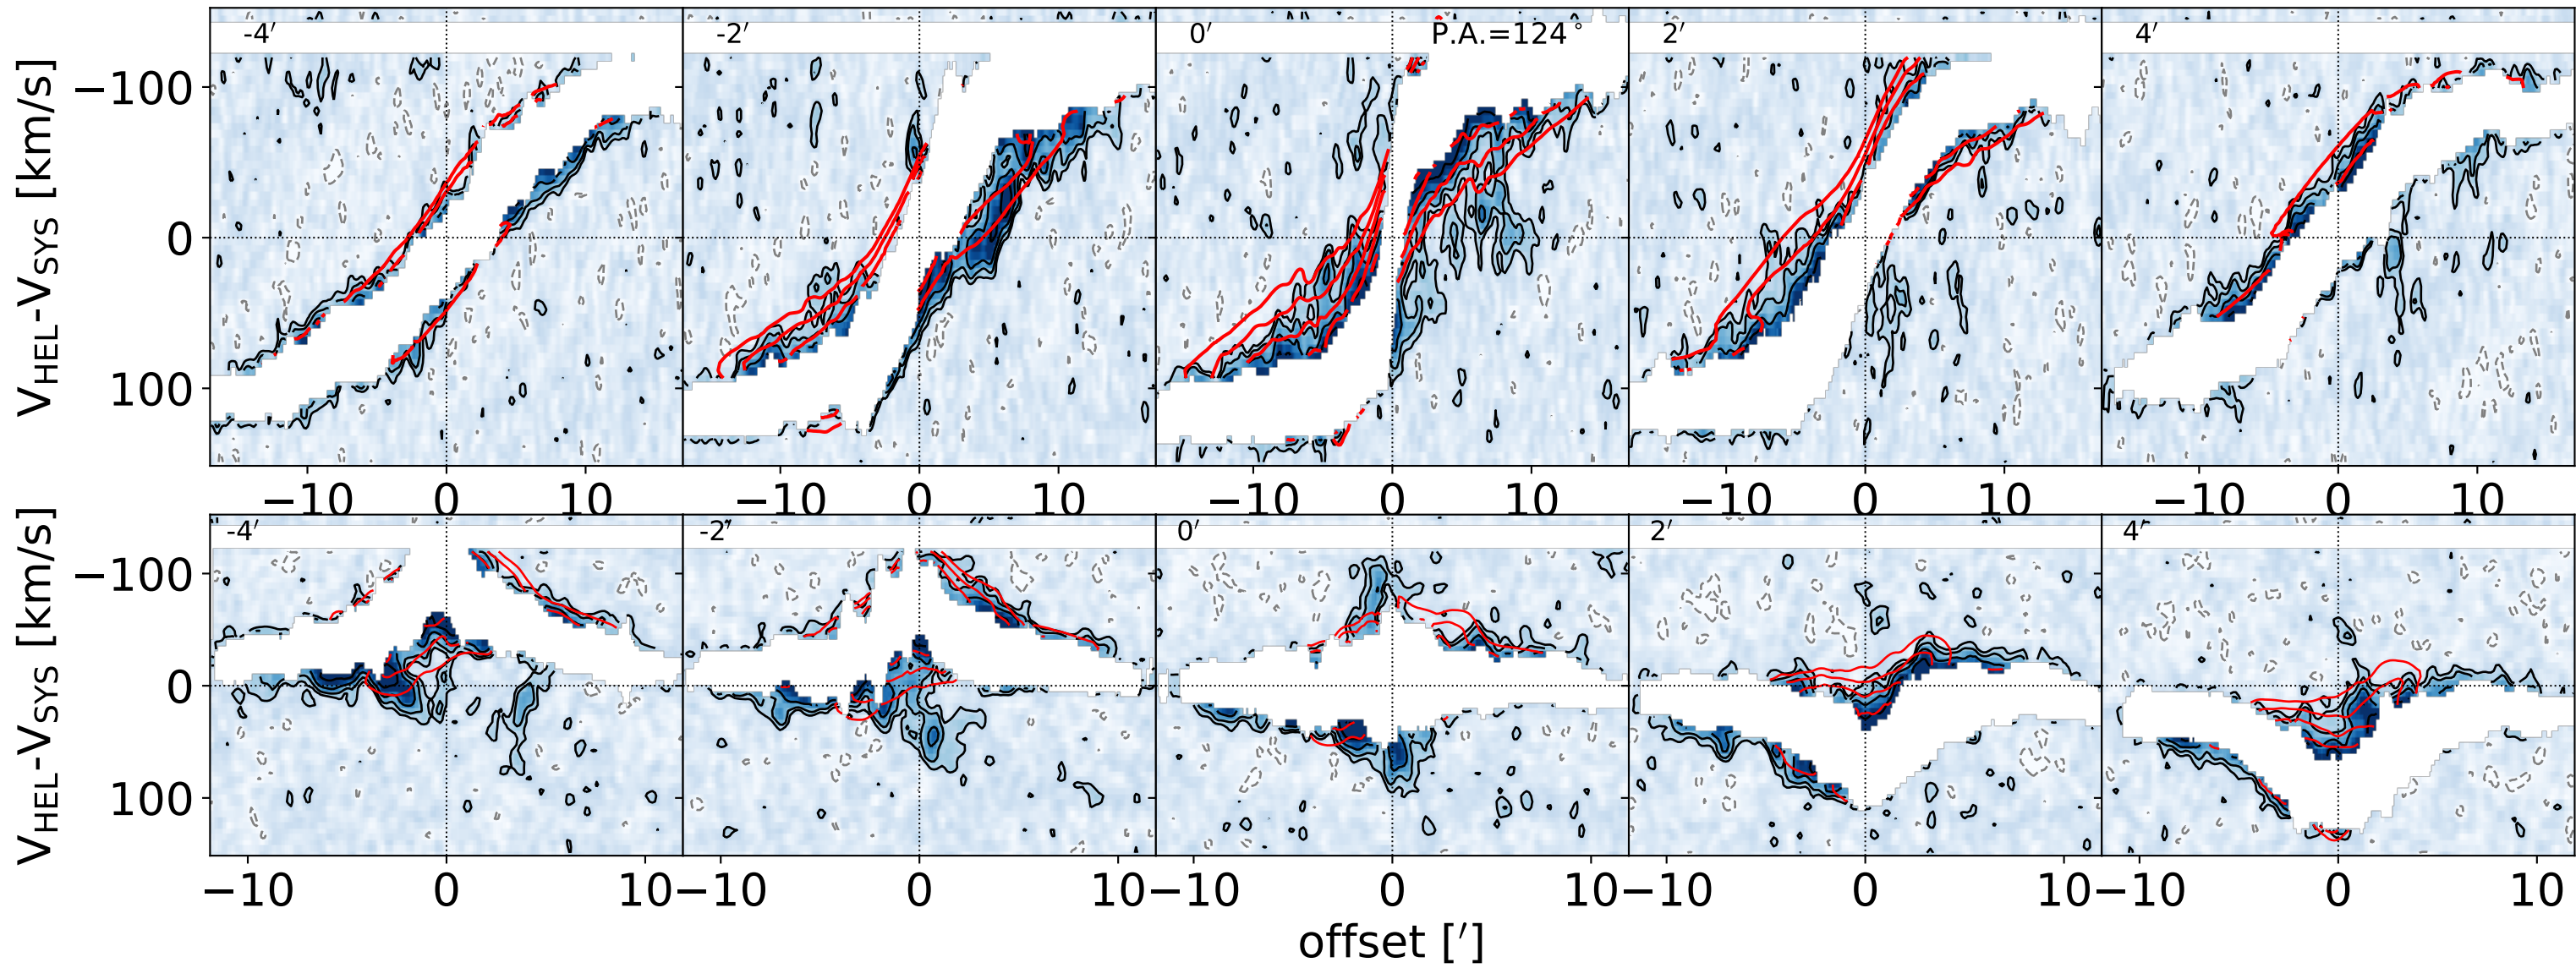 -4′ -2′ 0′ P.A.=124° 2′ 4′
V_HEL-V_SYS [km/s]
−100
0
100
−10 0 10 −10 0 10 −10 0 10 −10 0 10 −10 0 10
-4′ -2′ 0′ 2′ 4′
V_HEL-V_SYS [km/s]
−100
0
100
−10 0 10 −10 0 10 −10 0 10 −10 0 10 −10 0 10
offset [′]